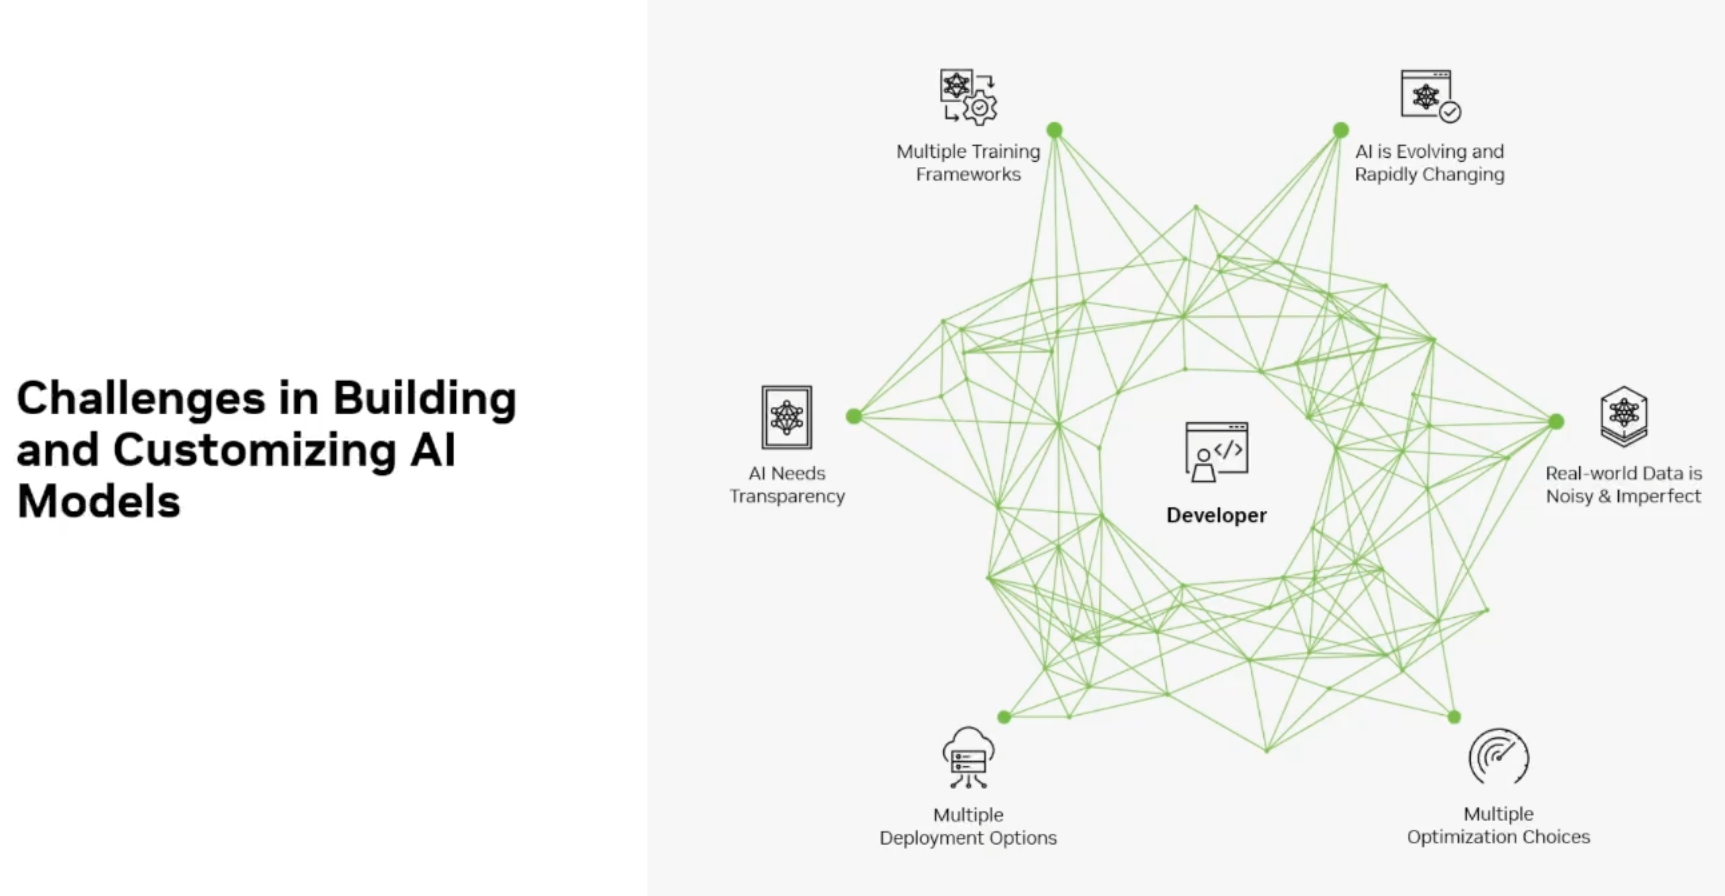 Challenges in Building
and Customizing AI
Models
Multiple Training
Frameworks
AI is Evolving and
Rapidly Changing
AI Needs
Transparency
</>
Developer
Real-world Data is
Noisy & Imperfect
Multiple
Deployment Options
Multiple
Optimization Choices